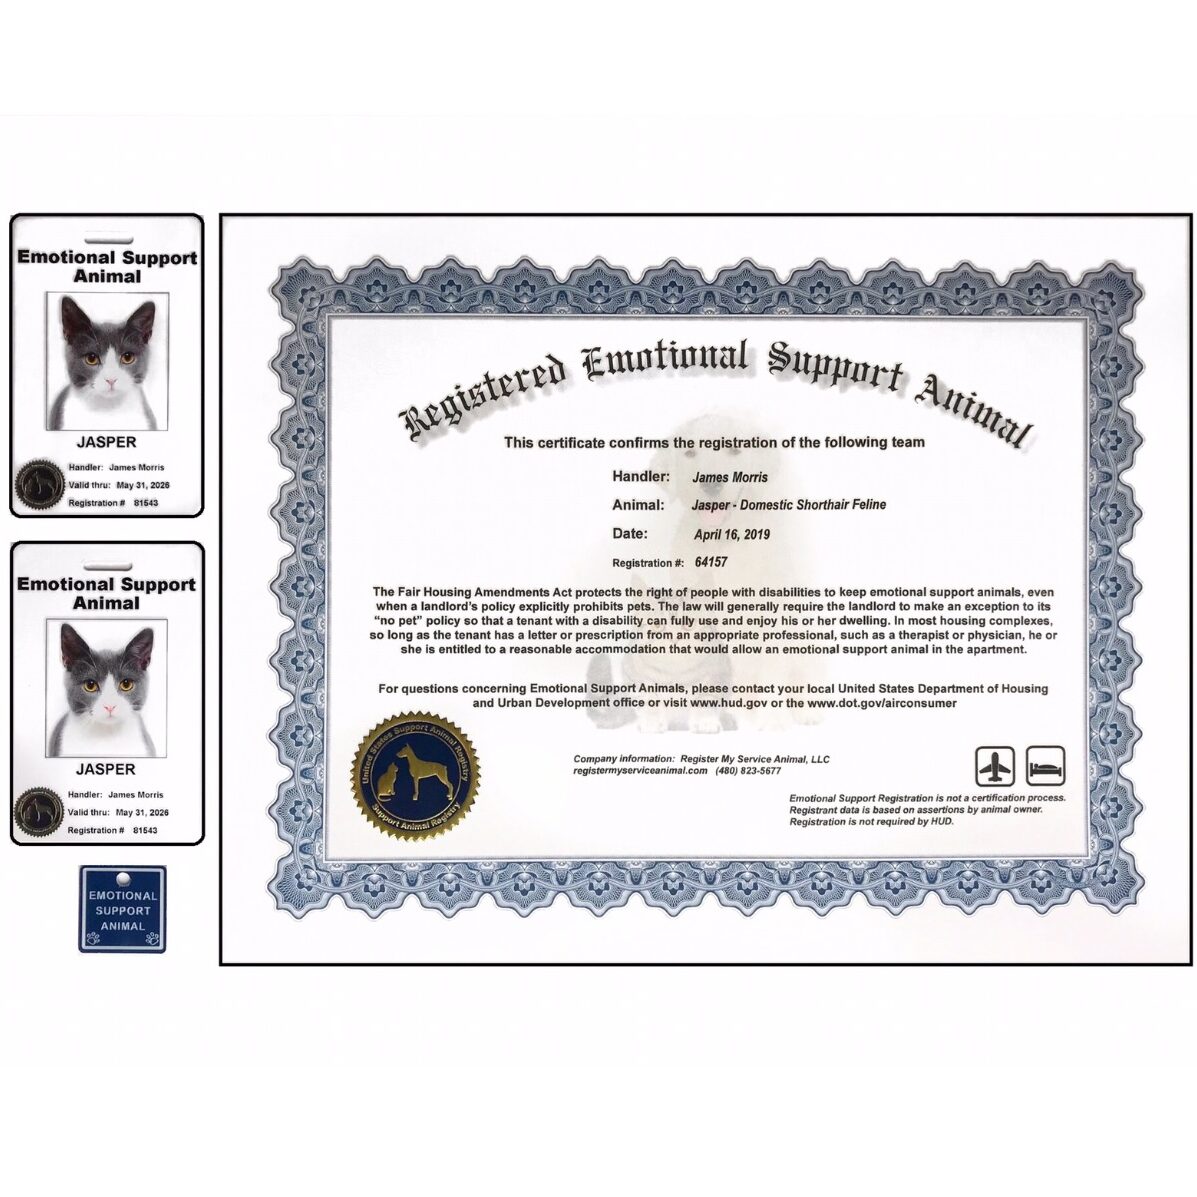 Emotional Support
Animal
JASPER
Handler: James Morris
Valid thru: May 31, 2026
Registration # 81543
Emotional Support
Animal
JASPER
Handler: James Morris
Valid thru: May 31, 2026
Registration # 81543
EMOTIONAL
SUPPORT
ANIMAL
Registered Emotional Support Animal
This certificate confirms the registration of the following team
Handler: James Morris
Animal: Jasper - Domestic Shorthair Feline
Date: April 16, 2019
Registration #: 64157
The Fair Housing Amendments Act protects the right of people with disabilities to keep emotional support animals, even
when a landlord's policy explicitly prohibits pets. The law will generally require the landlord to make an exception to its
“no pet” policy so that a tenant with a disability can fully use and enjoy his or her dwelling. In most housing complexes,
so long as the tenant has a letter or prescription from an appropriate professional, such as a therapist or physician, he or
she is entitled to a reasonable accommodation that would allow an emotional support animal in the apartment.
For questions concerning Emotional Support Animals, please contact your local United States Department of Housing
and Urban Development office or visit www.hud.gov or the www.dot.gov/airconsumer
United States Support Animal Registry
Support Animal Registry
Company information: Register My Service Animal, LLC
registermyserviceanimal.com (480) 823-5677
Emotional Support Registration is not a certification process.
Registrant data is based on assertions by animal owner.
Registration is not required by HUD.